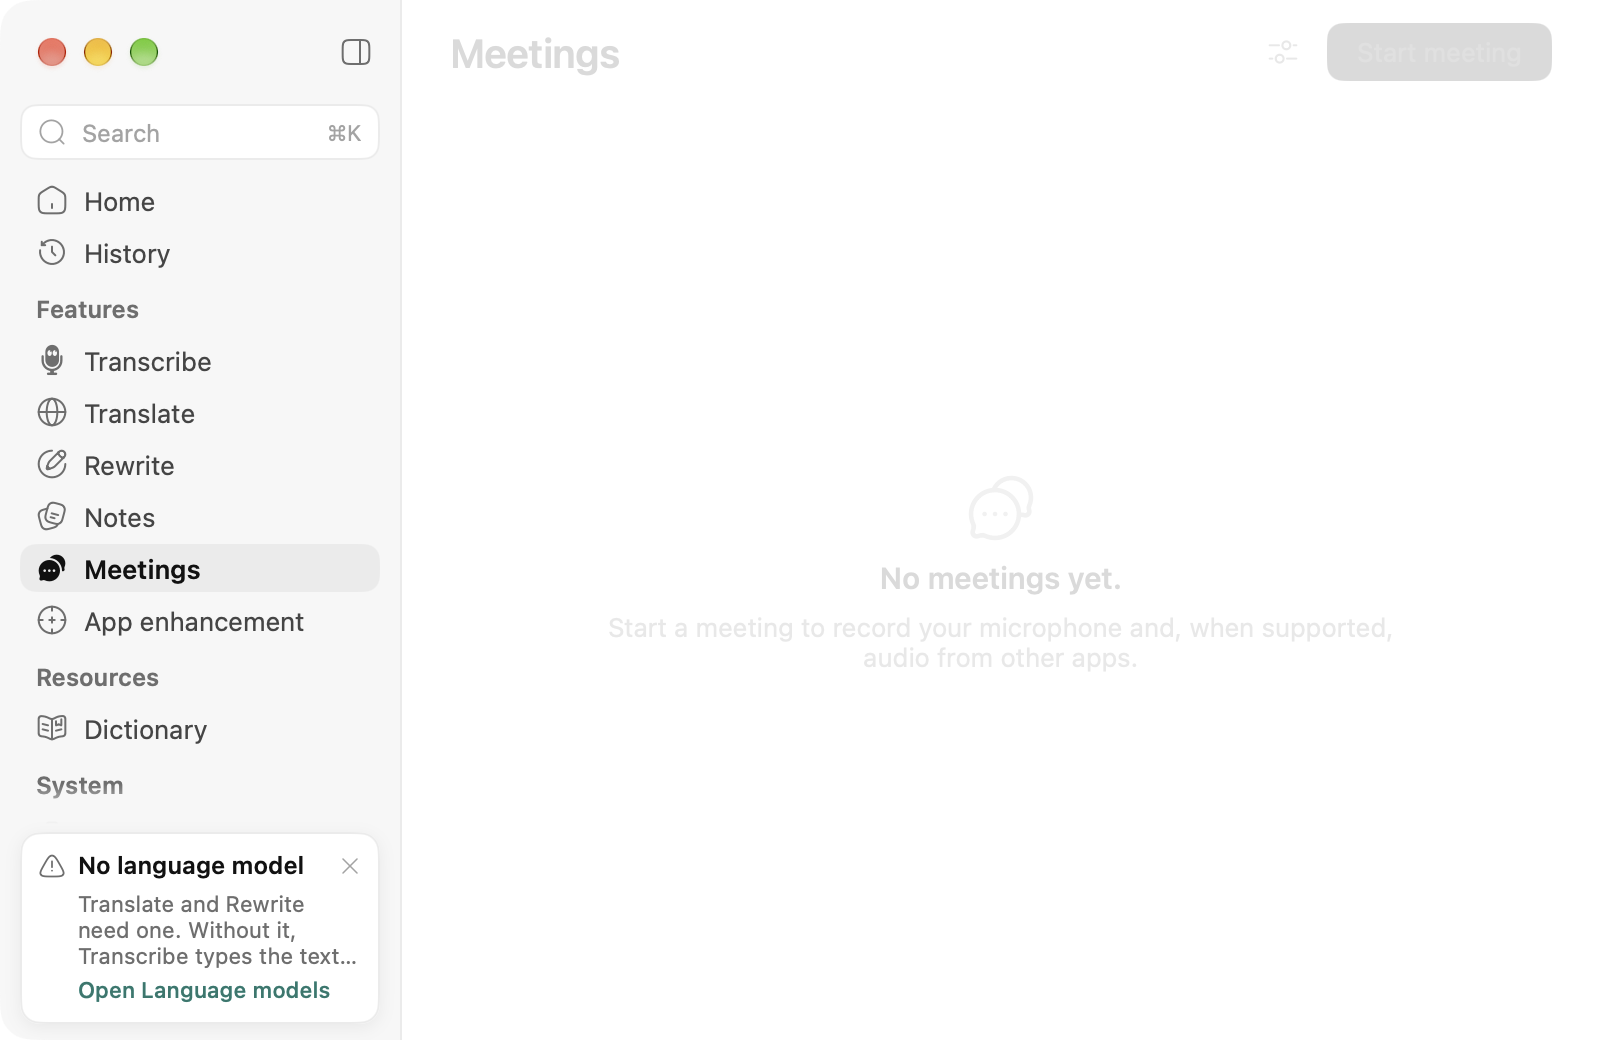 Search ⌘K
Home
History
Features
Transcribe
Translate
Rewrite
Notes
Meetings
App enhancement
Resources
Dictionary
System
No language model
Translate and Rewrite
need one. Without it,
Transcribe types the text...
Open Language models
Meetings
Start meeting
No meetings yet.
Start a meeting to record your microphone and, when supported,
audio from other apps.